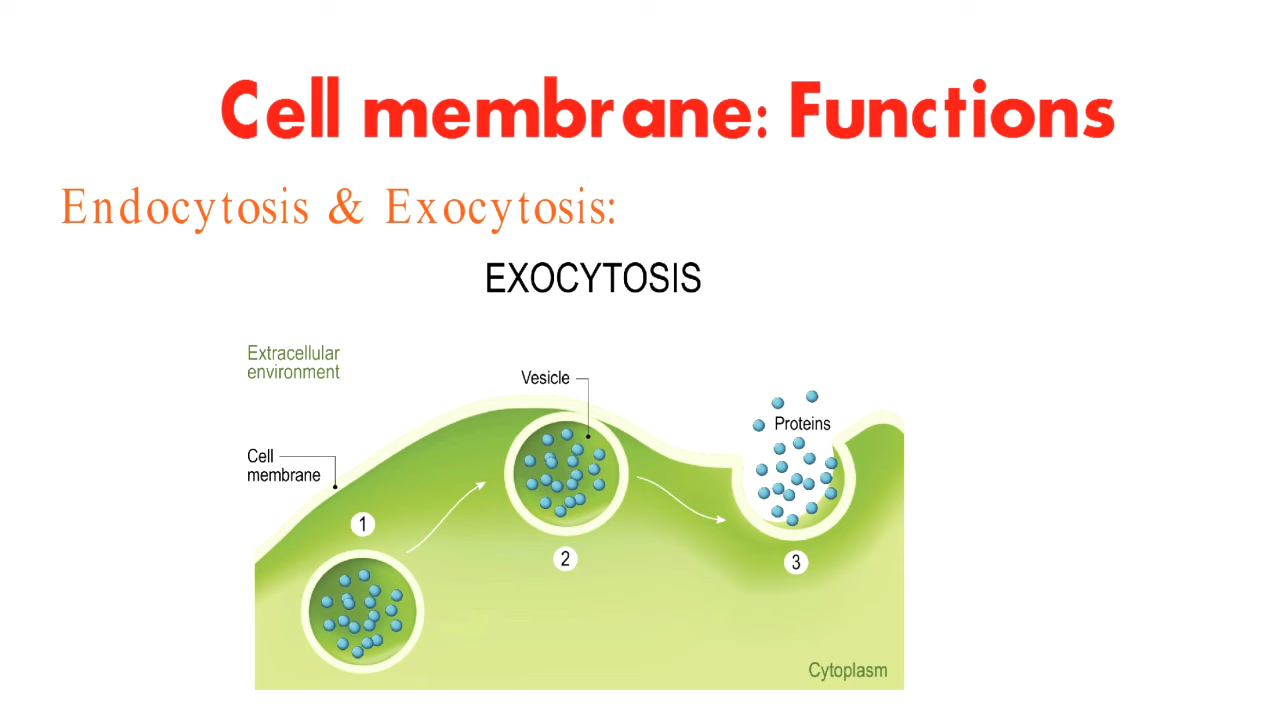 Cell membrane: Functions
Endocytosis & Exocytosis:
EXOCYTOSIS
Extracellular
environment
Vesicle
Proteins
Cell
membrane
1
2
3
Cytoplasm